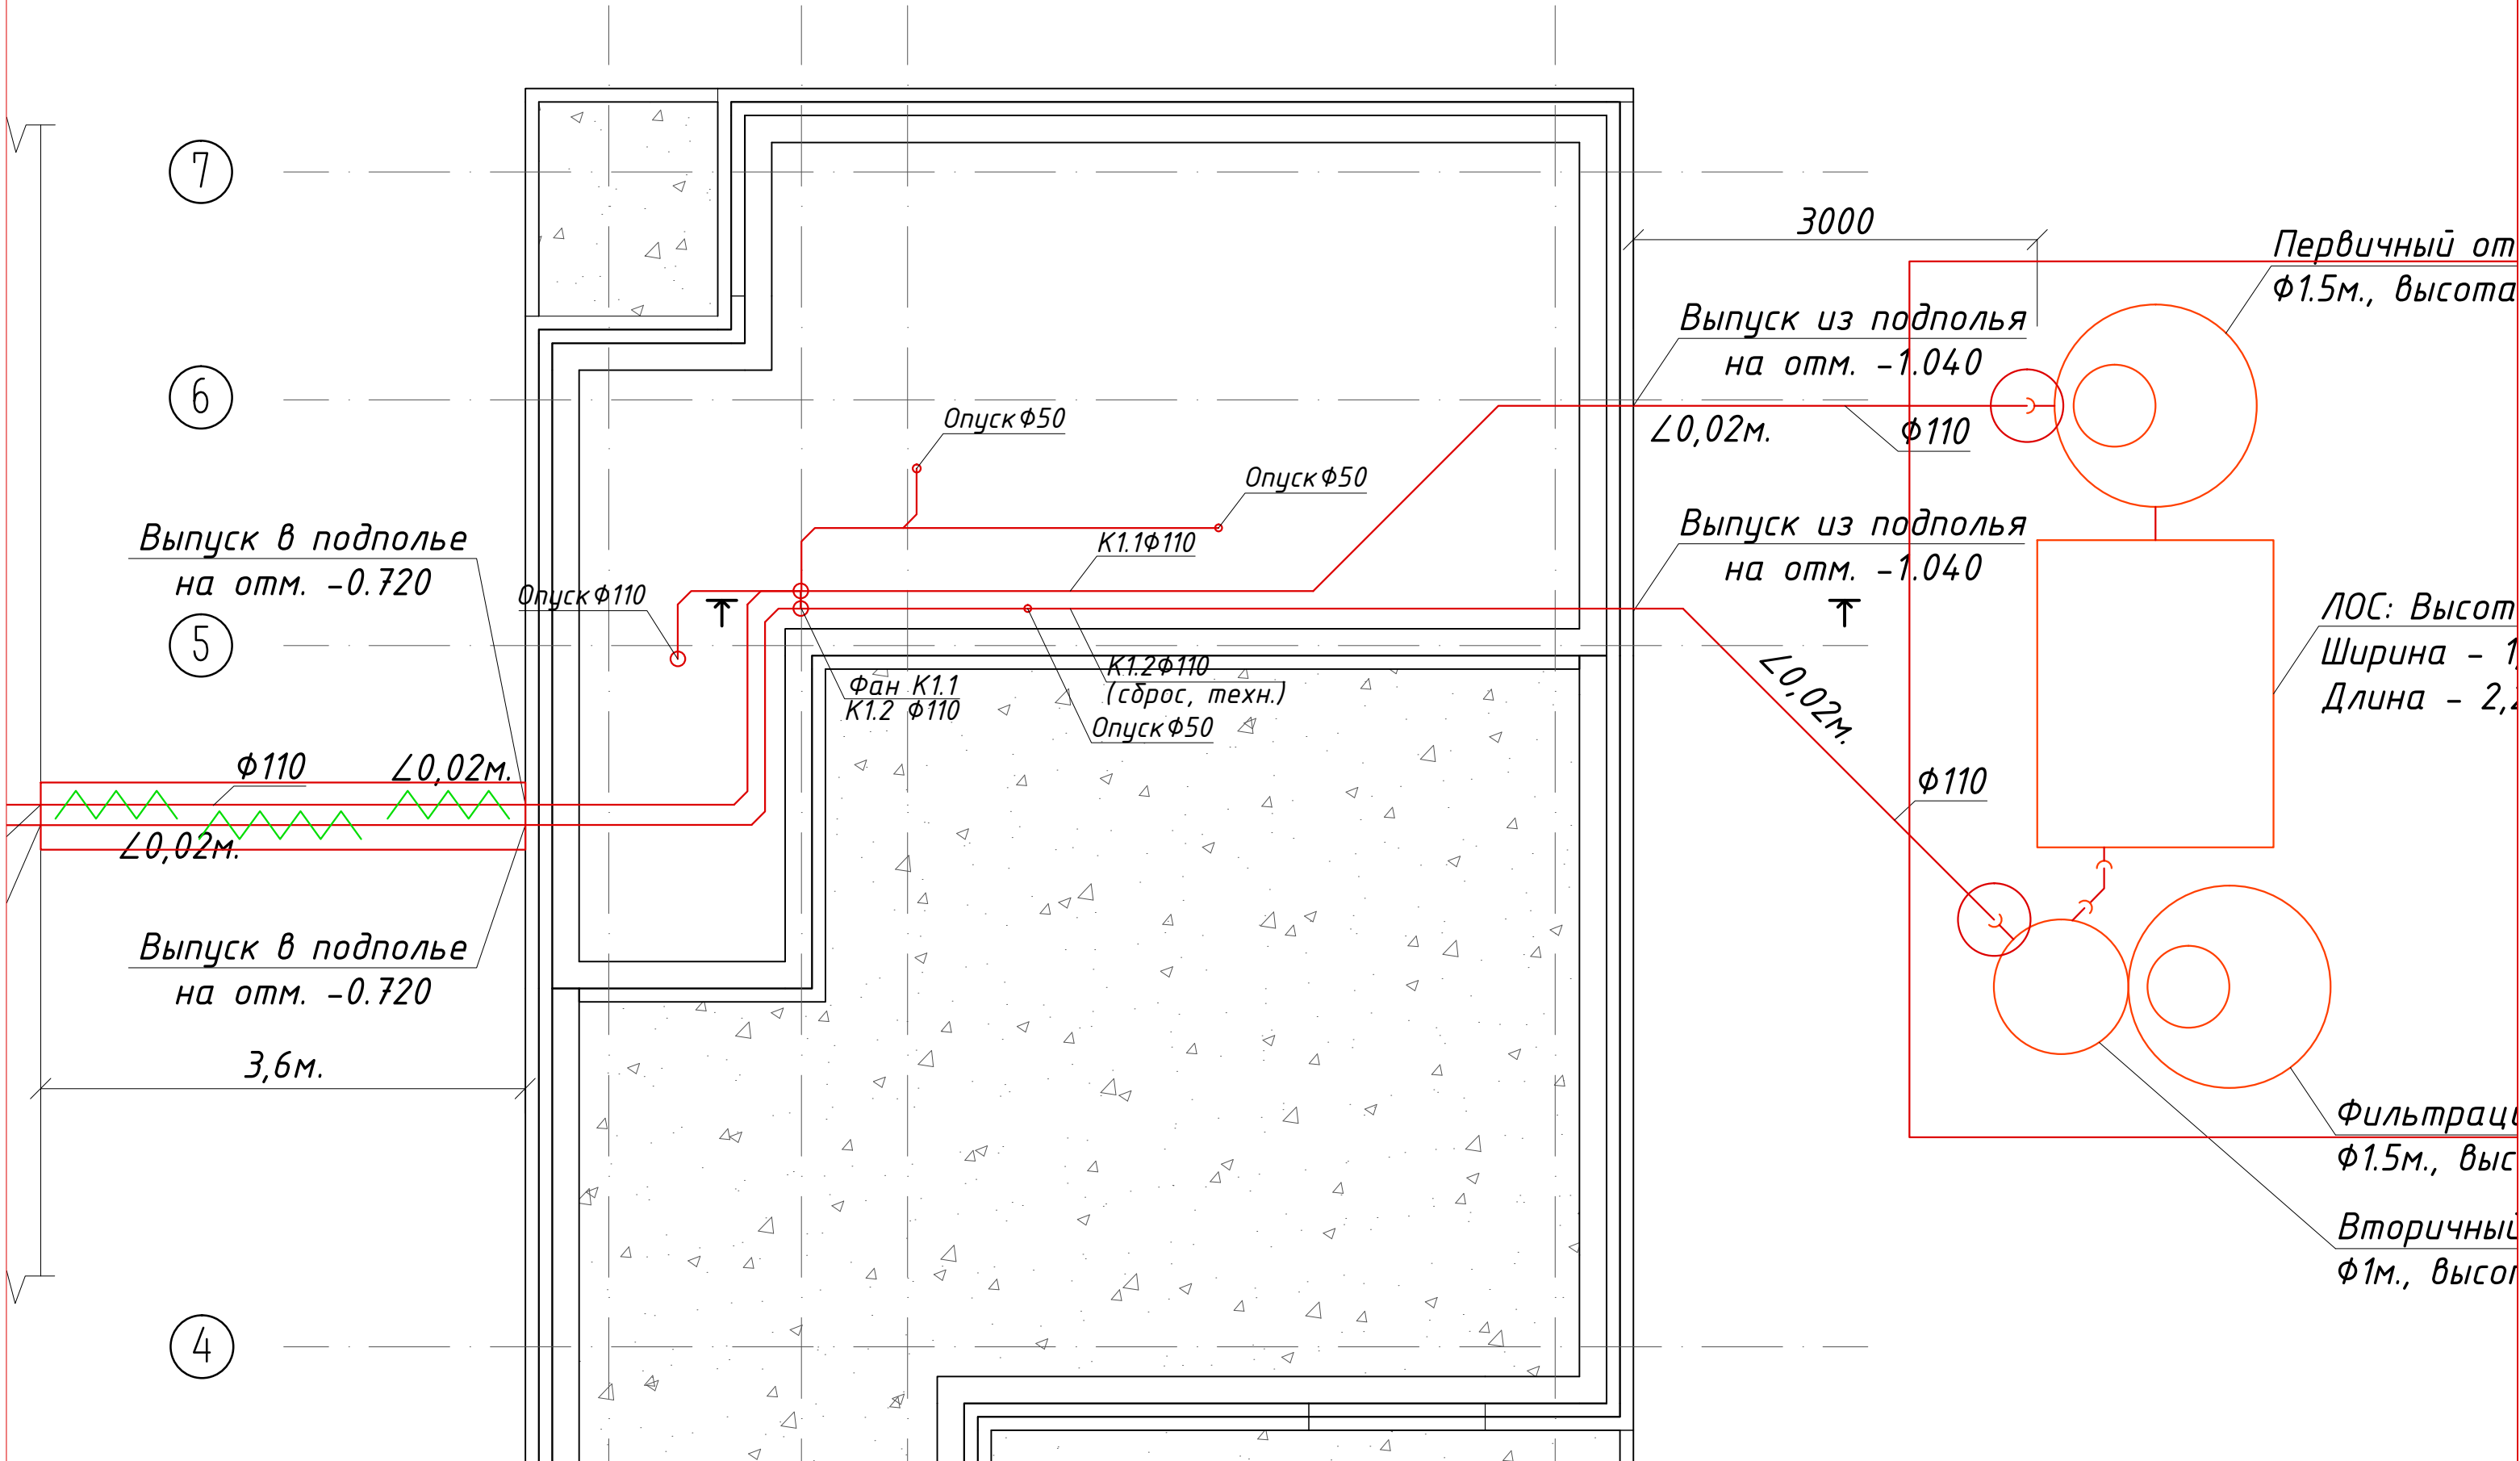 7
3000
Первичный от
Ф1.5м., высота
Выпуск из подполья
на отм. -1.040
6
Опуск Ф50
∠0,02м.
Ф110
Опуск Ф50
Выпуск в подполье
на отм. -0.720
К1.1Ф110
Выпуск из подполья
на отм. -1.040
Опуск Ф110
5
ЛОС: Высот
Ширина - 1,
Длина - 2,2
К1.2Ф110
(сброс, техн.)
Фан К1.1
К1.2 Ф110
Опуск Ф50
∠0,02м.
Ф110
∠0,02м.
Ф110
∠0,02м.
Выпуск в подполье
на отм. -0.720
3,6м.
Фильтраци
Ф1.5м., выс
Вторичный
Ф1м., высот
4